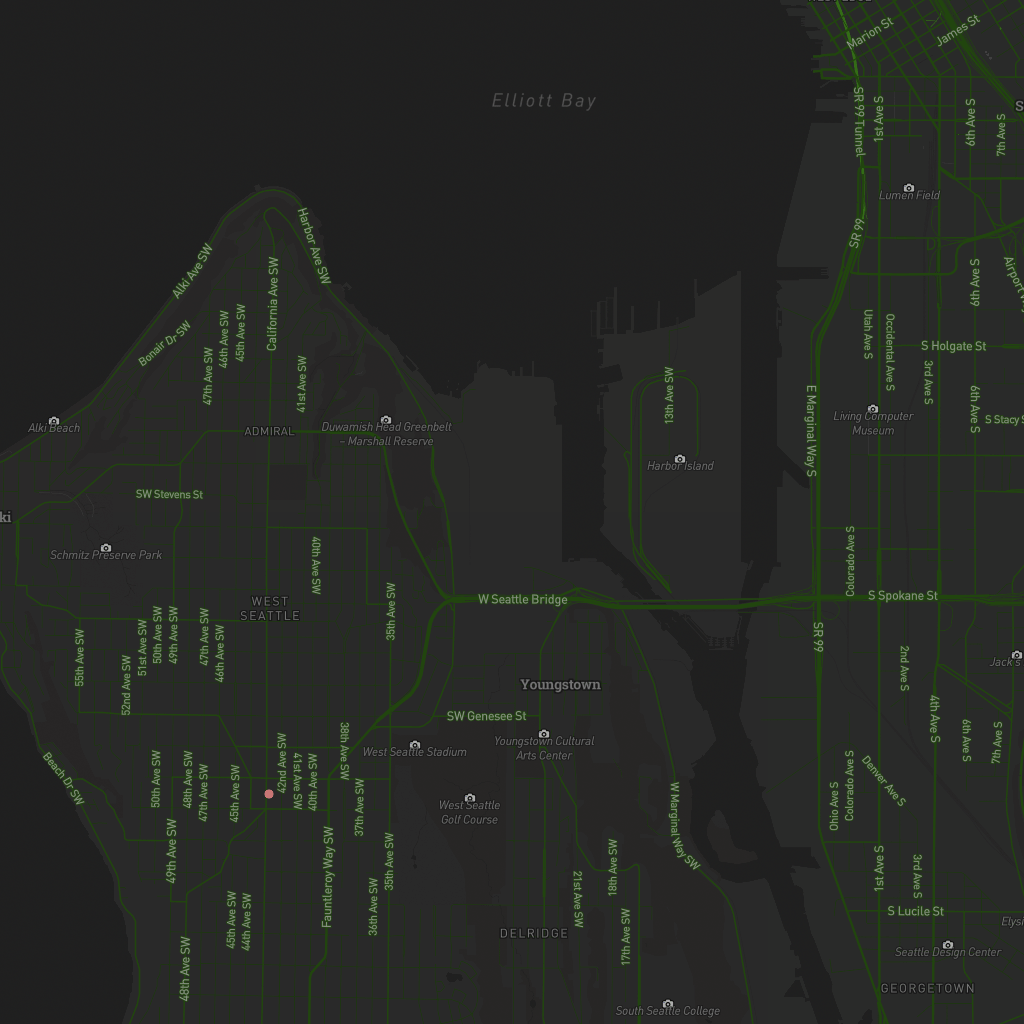 Marion St
James St
Elliott Bay
SR 99 Tunnel
1st Ave S
6th Ave S
7th Ave S
Lumen Field
Harbor Ave SW
Alki Ave SW
SR 99
California Ave SW
6th Ave S
Bonair Dr SW
46th Ave SW
45th Ave SW
47th Ave SW
41st Ave SW
Utah Ave S
Occidental Ave S
S Holgate St
3rd Ave S
13th Ave SW
E Marginal Way S
6th Ave S
Living Computer
Museum
S Stacy
Alki Beach
ADMIRAL
Duwamish Head Greenbelt
– Marshall Reserve
Harbor Island
SW Stevens St
ki
Schmitz Preserve Park
40th Ave SW
Colorado Ave S
35th Ave SW
W Seattle Bridge
S Spokane St
WEST
SEATTLE
55th Ave SW
52nd Ave SW
51st Ave SW
50th Ave SW
49th Ave SW
47th Ave SW
46th Ave SW
SR 99
2nd Ave S
Jack's
Youngstown
SW Genesee St
4th Ave S
6th Ave S
7th Ave S
West Seattle Stadium
Youngstown Cultural
Arts Center
38th Ave SW
42nd Ave SW
41st Ave SW
40th Ave SW
37th Ave SW
Beach Dr SW
50th Ave SW
48th Ave SW
47th Ave SW
45th Ave SW
West Seattle
Golf Course
W Marginal Way SW
Ohio Ave S
Colorado Ave S
Denver Ave S
49th Ave SW
Fauntleroy Way SW
35th Ave SW
36th Ave SW
18th Ave SW
21st Ave SW
17th Ave SW
1st Ave S
3rd Ave S
S Lucile St
45th Ave SW
44th Ave SW
48th Ave SW
DELRIDGE
Seattle Design Center
GEORGETOWN
South Seattle College